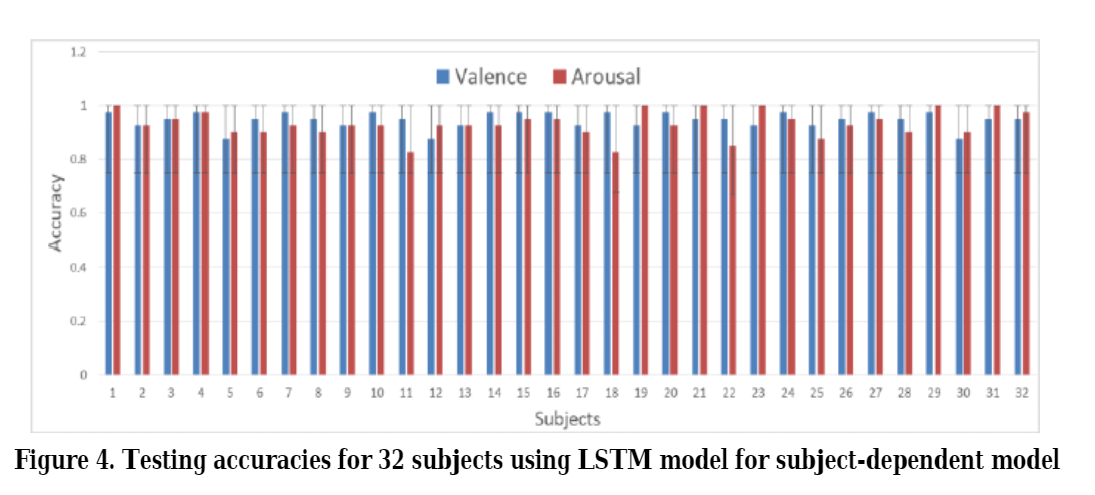 1.2
Valence Arousal
1
0.8
0.6
0.4
0.2
0
Accuracy
1 2 3 4 5 6 7 8 9 10 11 12 13 14 15 16 17 18 19 20 21 22 23 24 25 26 27 28 29 30 31 32
Subjects
Figure 4. Testing accuracies for 32 subjects using LSTM model for subject-dependent model